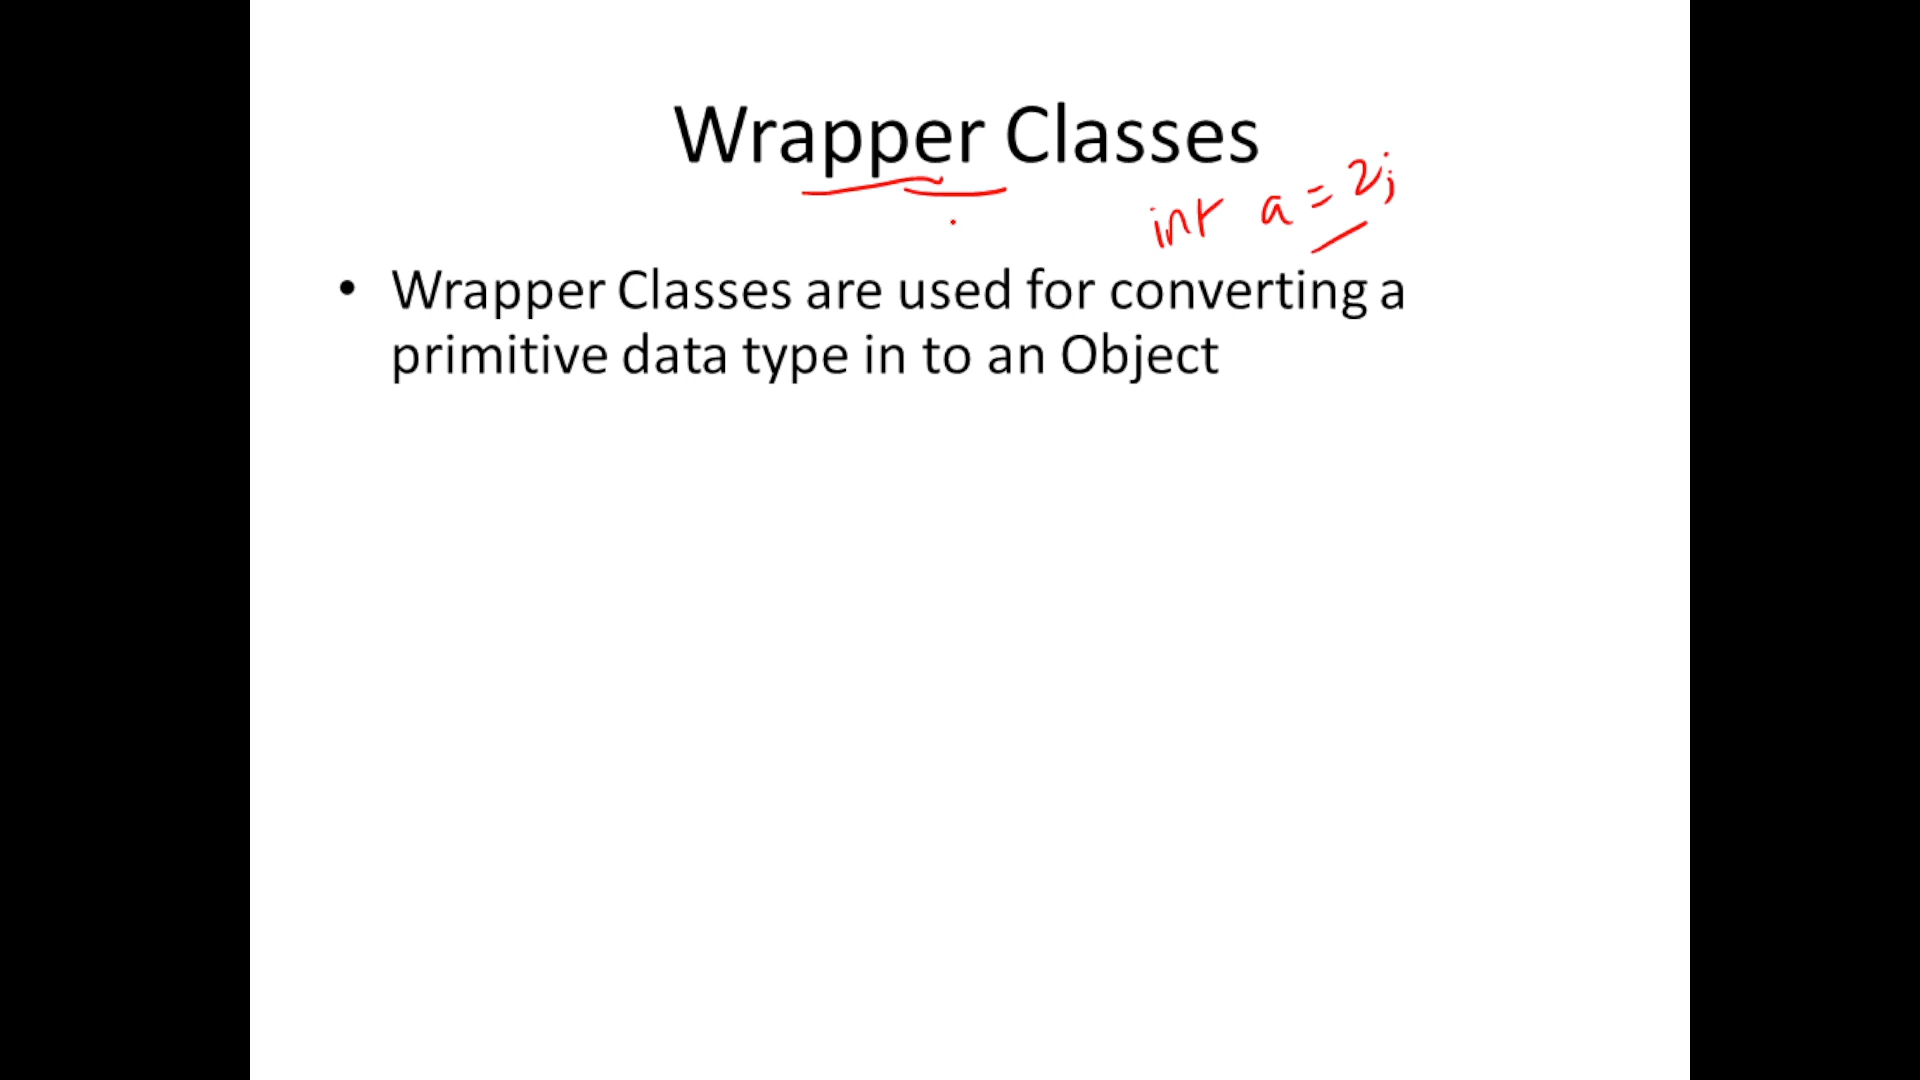 Wrapper Classes
int a = 2;
• Wrapper Classes are used for converting a
primitive data type in to an Object